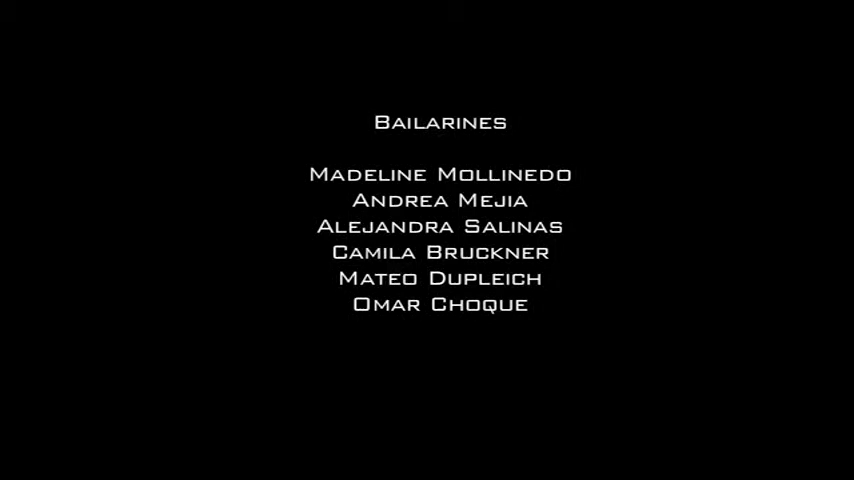 Bailarines
Madeline Mollinedo
Andrea Mejia
Alejandra Salinas
Camila Bruckner
Mateo Dupleich
Omar Choque